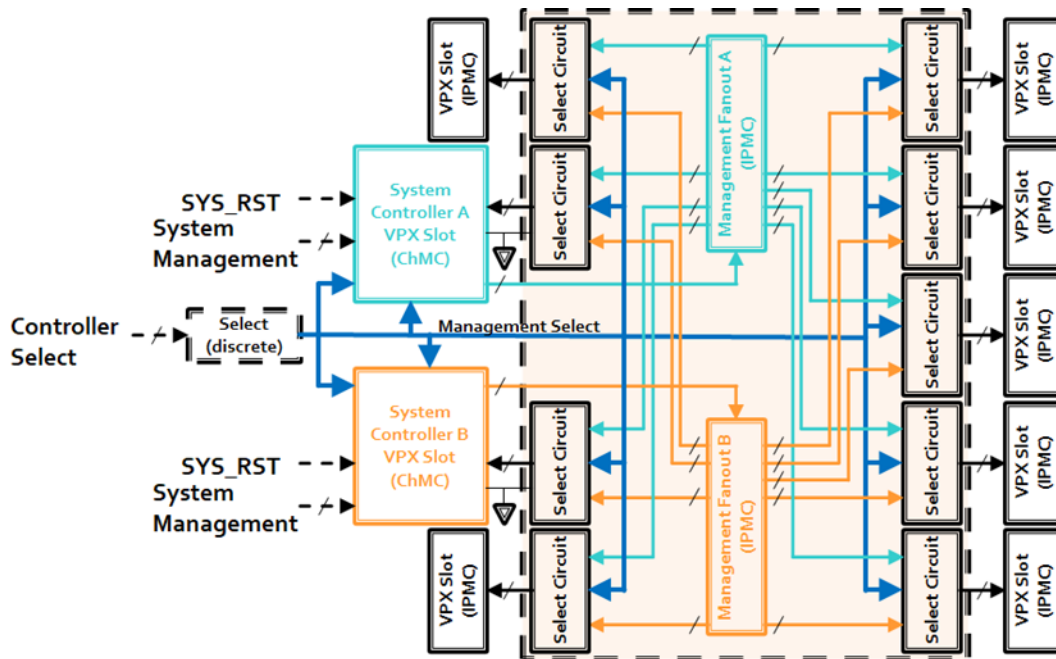 VPX Slot
(IPMC)
Select Circuit
Management Fanout A
(IPMC)
Select Circuit
VPX Slot
(IPMC)
System
Controller A
VPX Slot
(ChMC)
SYS_RST
System
Management
Select Circuit
Select Circuit
VPX Slot
(IPMC)
Controller
Select
Select
(discrete)
Management Select
Select Circuit
VPX Slot
(IPMC)
System
Controller B
VPX Slot
(ChMC)
SYS_RST
System
Management
Select Circuit
Management Fanout B
(IPMC)
Select Circuit
VPX Slot
(IPMC)
VPX Slot
(IPMC)
Select Circuit
Select Circuit
VPX Slot
(IPMC)